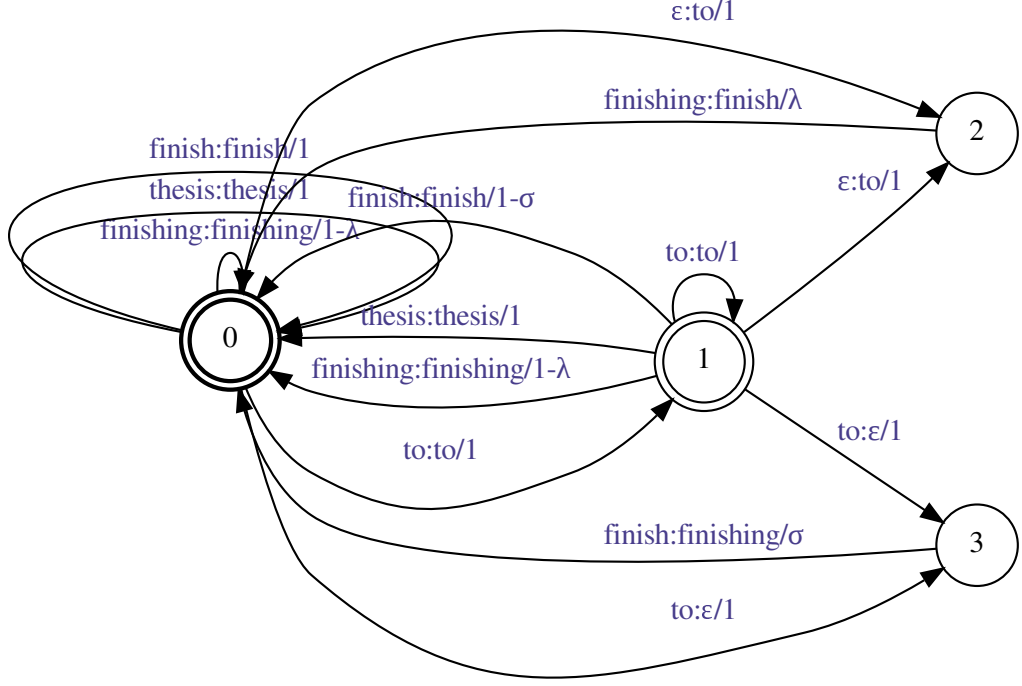 ε:to/1
finishing:finish/λ
2
finish:finish/1
thesis:thesis/1
finish:finish/1-σ
ε:to/1
finishing:finishing/1-λ
to:to/1
thesis:thesis/1
0
1
finishing:finishing/1-λ
to:ε/1
to:to/1
finish:finishing/σ
3
to:ε/1